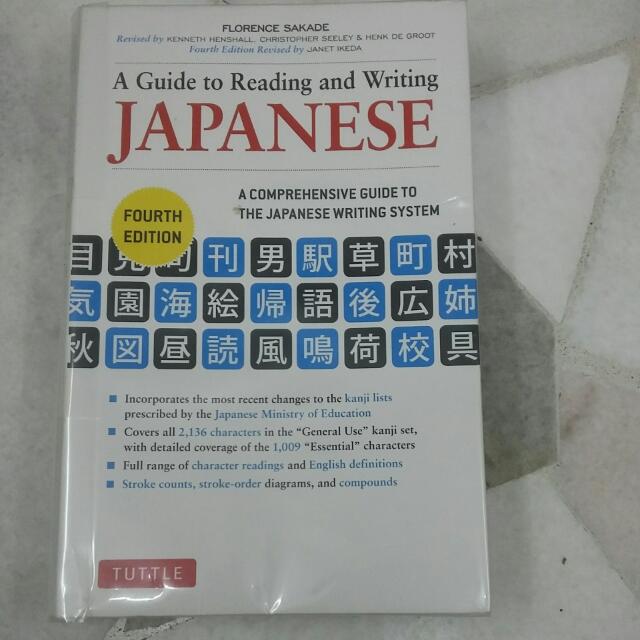 FLORENCE SAKADE
Revised by KENNETH HENSHALL, CHRISTOPHER SEELEY & HENK DE GROOT
Fourth Edition Revised by JANET IKEDA
A Guide to Reading and Writing
JAPANESE
A COMPREHENSIVE GUIDE TO
THE JAPANESE WRITING SYSTEM
FOURTH
EDITION
目 刊 男 駅 草 町 村
気 園 海 絵 帰 語 後 広 姉
秋 図 昼 読 風 鳴 荷 校 具
Incorporates the most recent changes to the kanji lists
prescribed by the Japanese Ministry of Education
Covers all 2,136 characters in the “General Use” kanji set,
with detailed coverage of the 1,009 “Essential” characters
Full range of character readings and English definitions
Stroke counts, stroke-order diagrams, and compounds
TUTTLE